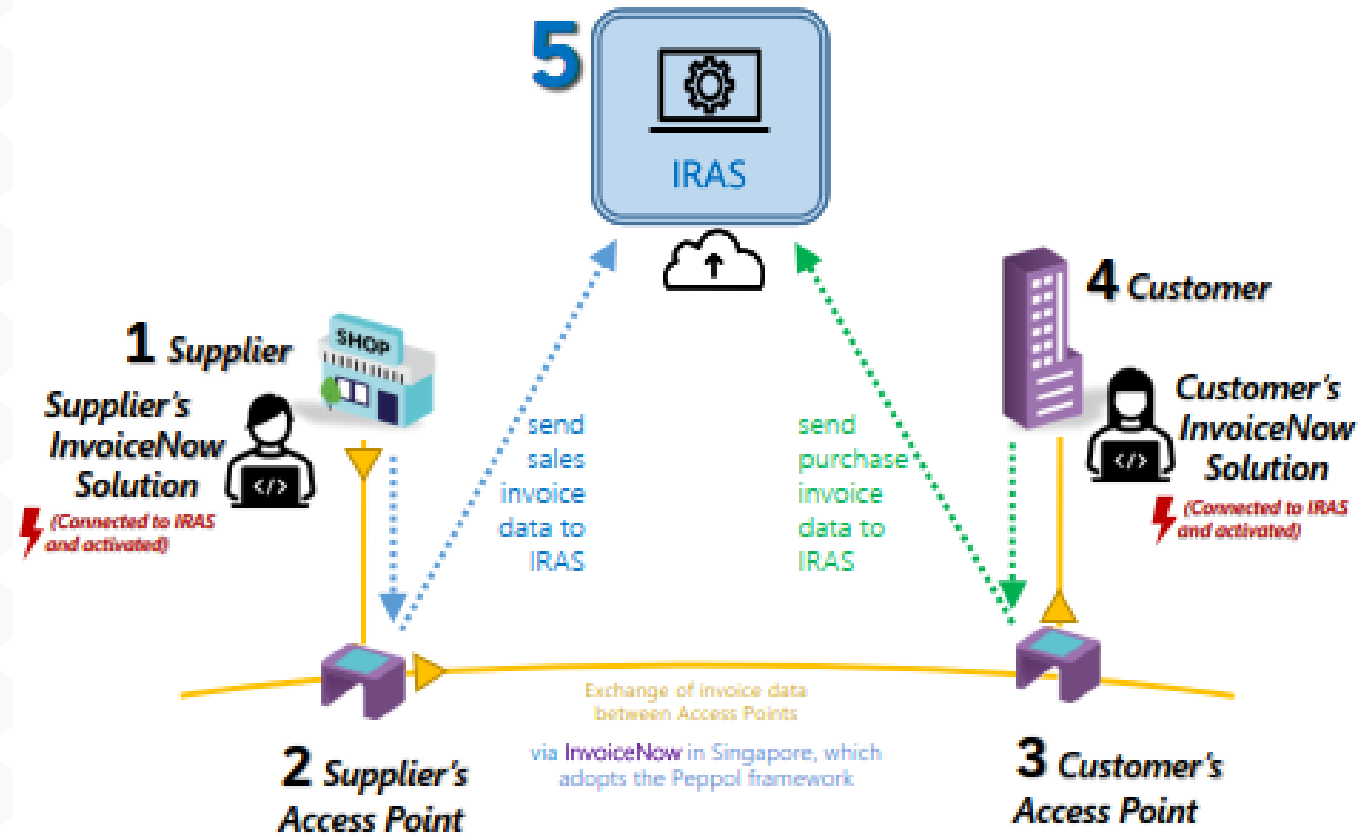 5
IRAS
1 Supplier
SHOP
Supplier's
InvoiceNow
Solution
(Connected to IRAS
and activated)
</>
send
sales
invoice
data to
IRAS
send
purchase
invoice
data to
IRAS
4 Customer
Customer's
InvoiceNow
Solution
(Connected to IRAS
and activated)
</>
Exchange of invoice data
between Access Points
via InvoiceNow in Singapore, which
adopts the Peppol framework
2 Supplier's
Access Point
3 Customer's
Access Point